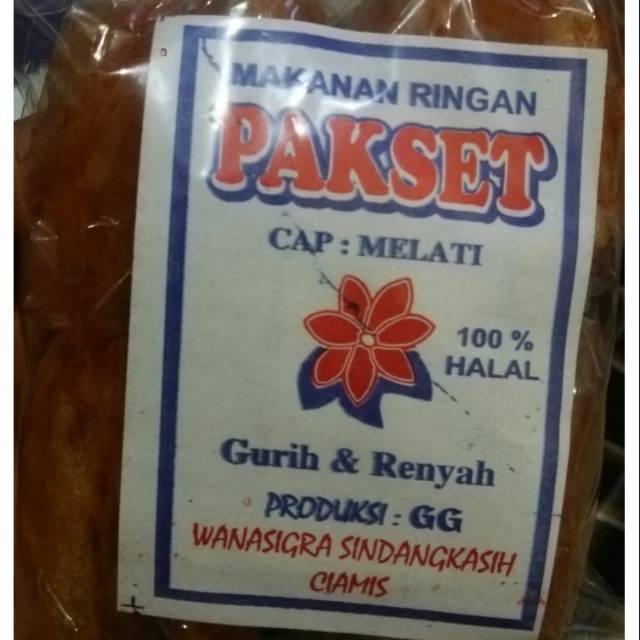 MAKANAN RINGAN
PAKSET
CAP : MELATI
100 %
HALAL
Gurih & Renyah
PRODUKSI : GG
WANASIGRA SINDANGKASIH
CIAMIS